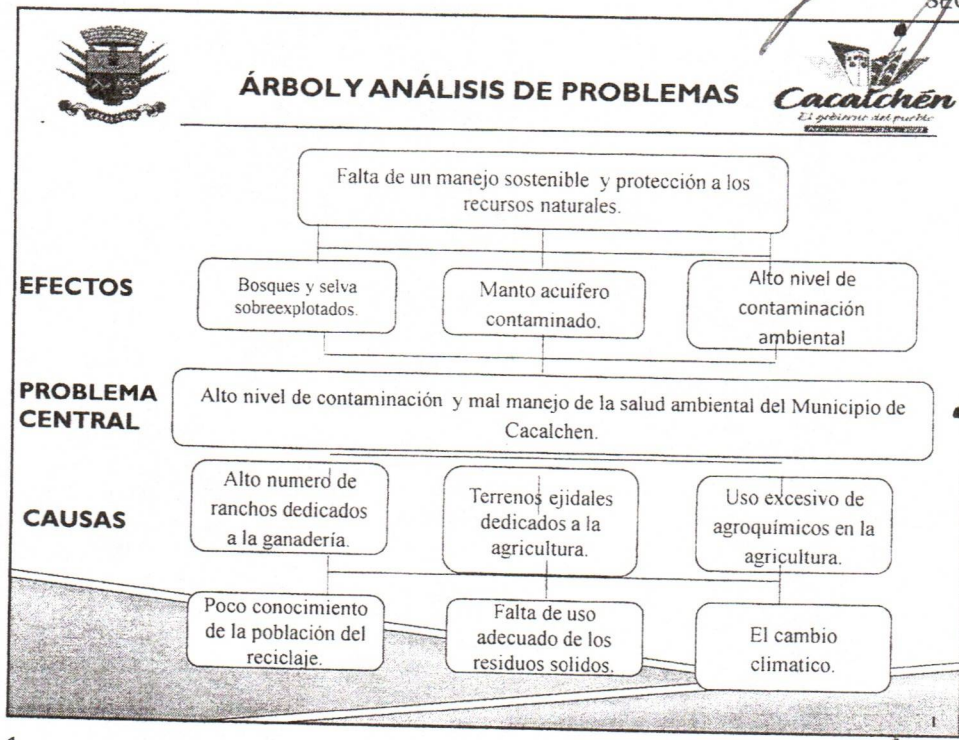 ÁRBOL Y ANÁLISIS DE PROBLEMAS
Cacalchén
El gobierno del pueblo
Falta de un manejo sostenible y protección a los
recursos naturales.
EFECTOS
Bosques y selva
sobreexplotados.
Manto acuífero
contaminado.
Alto nivel de
contaminación
ambiental
PROBLEMA
CENTRAL
Alto nivel de contaminación y mal manejo de la salud ambiental del Municipio de
Cacalchen.
CAUSAS
Alto numero de
ranchos dedicados
a la ganadería.
Terrenos ejidales
dedicados a la
agricultura.
Uso excesivo de
agroquímicos en la
agricultura.
Poco conocimiento
de la población del
reciclaje.
Falta de uso
adecuado de los
residuos solidos.
El cambio
climatico.
1